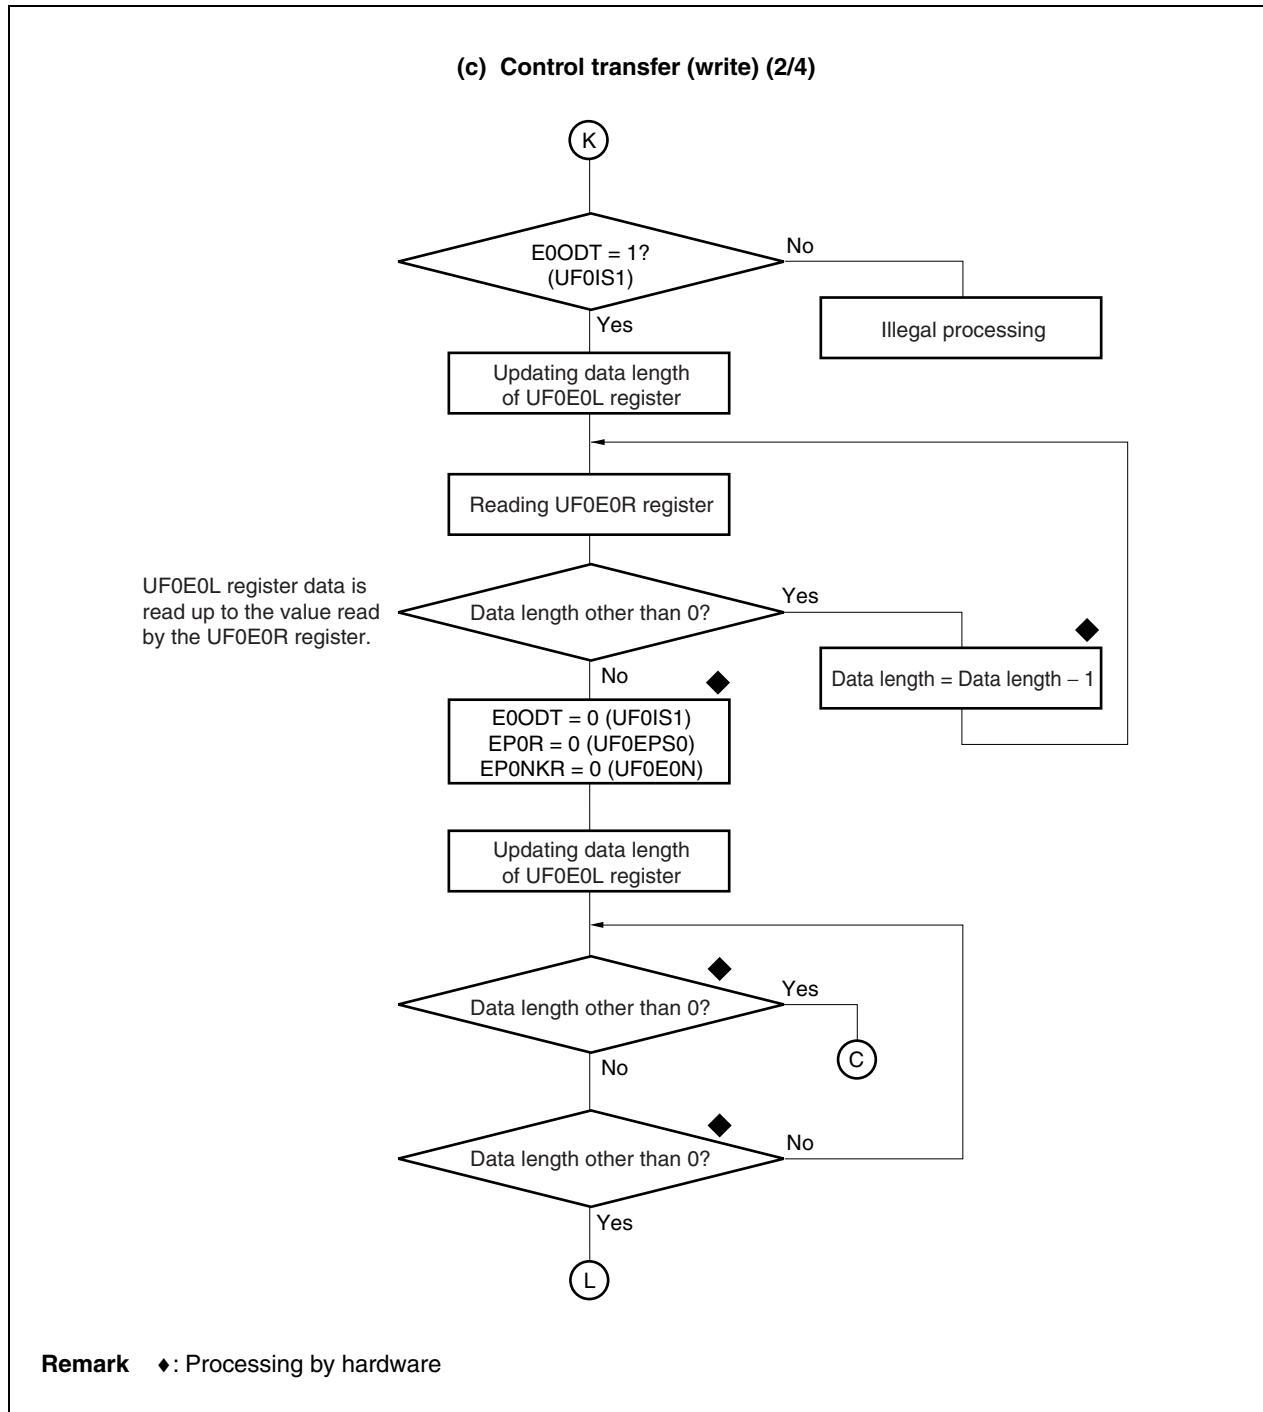 (c) Control transfer (write) (2/4)
K
E0ODT = 1?
(UF0IS1)
No
Illegal processing
Yes
Updating data length
of UF0E0L register
Reading UF0E0R register
UF0E0L register data is
read up to the value read
by the UF0E0R register.
Data length other than 0?
Yes
♦
Data length = Data length − 1
No
♦
E0ODT = 0 (UF0IS1)
EP0R = 0 (UF0EPS0)
EP0NKR = 0 (UF0E0N)
Updating data length
of UF0E0L register
♦
Data length other than 0?
Yes
C
No
♦
Data length other than 0?
No
Yes
L
Remark ♦: Processing by hardware